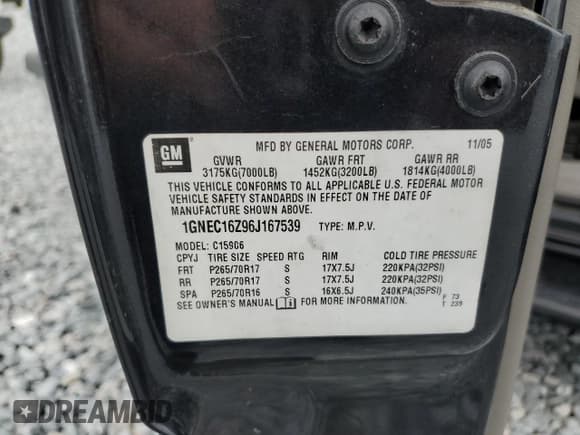 GM
MFD BY GENERAL MOTORS CORP. 11/05
GVWR GAWR FRT GAWR RR
3175KG(7000LB) 1452KG(3200LB) 1814KG(4000LB)
THIS VEHICLE CONFORMS TO ALL APPLICABLE U.S. FEDERAL MOTOR
VEHICLE SAFETY STANDARDS IN EFFECT ON THE DATE OF
MANUFACTURE SHOWN ABOVE.
1GNEC16Z96J167539 TYPE: M.P.V.
MODEL: C15906
CPYJ TIRE SIZE SPEED RTG RIM COLD TIRE PRESSURE
FRT P265/70R17 S 17X7.5J 220KPA(32PSI)
RR P265/70R17 S 17X7.5J 220KPA(32PSI)
SPA P265/70R16 S 16X6.5J 240KPA(35PSI)
SEE OWNER'S MANUAL FOR MORE INFORMATION. F 73
T 239
DREAMBID